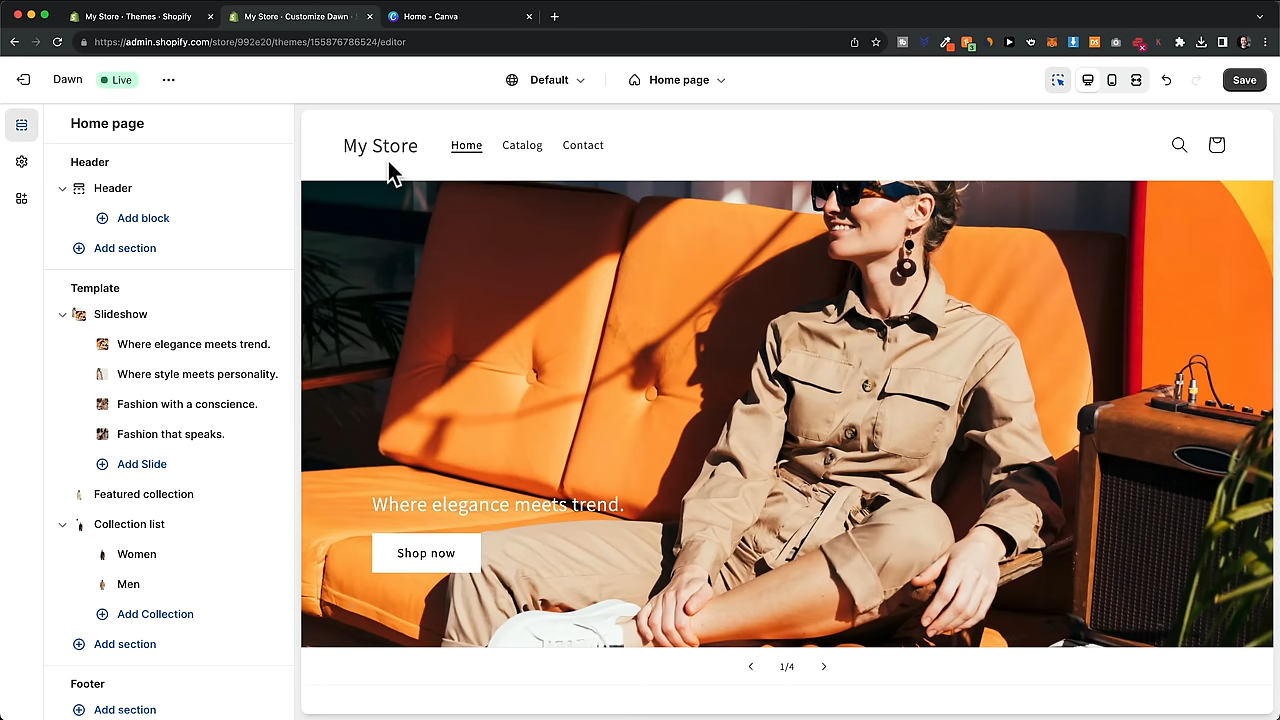 My Store · Themes · Shopify
My Store · Customize Dawn ·
Home - Canva
https://admin.shopify.com/store/992e20/themes/155876786524/editor
Dawn
Live
Default
Home page
Save
Home page
Header
Header
Add block
Add section
Template
Slideshow
Where elegance meets trend.
Where style meets personality.
Fashion with a conscience.
Fashion that speaks.
Add Slide
Featured collection
Collection list
Women
Men
Add Collection
Add section
Footer
Add section
My Store
Home
Catalog
Contact
Where elegance meets trend.
Shop now
1/4